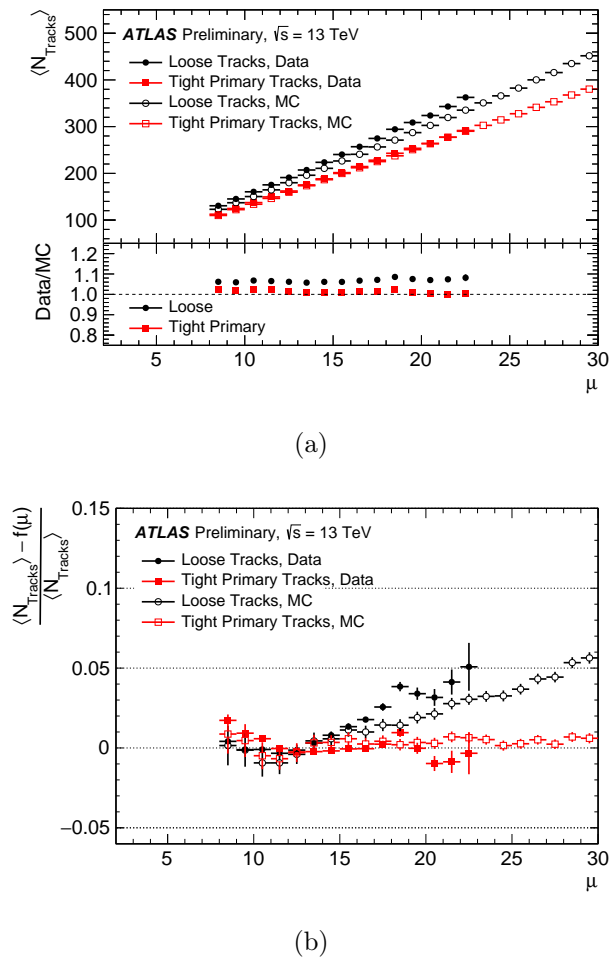 ⟨N_Tracks⟩
ATLAS Preliminary, √s = 13 TeV
Loose Tracks, Data
Tight Primary Tracks, Data
Loose Tracks, MC
Tight Primary Tracks, MC
500
400
300
200
100
Data/MC
1.2
1.1
1.0
0.9
0.8
Loose
Tight Primary
5 10 15 20 25 30
μ
(a)
⟨N_Tracks⟩ − f(μ)
⟨N_Tracks⟩
0.15
0.1
0.05
0
−0.05
ATLAS Preliminary, √s = 13 TeV
Loose Tracks, Data
Tight Primary Tracks, Data
Loose Tracks, MC
Tight Primary Tracks, MC
5 10 15 20 25 30
μ
(b)